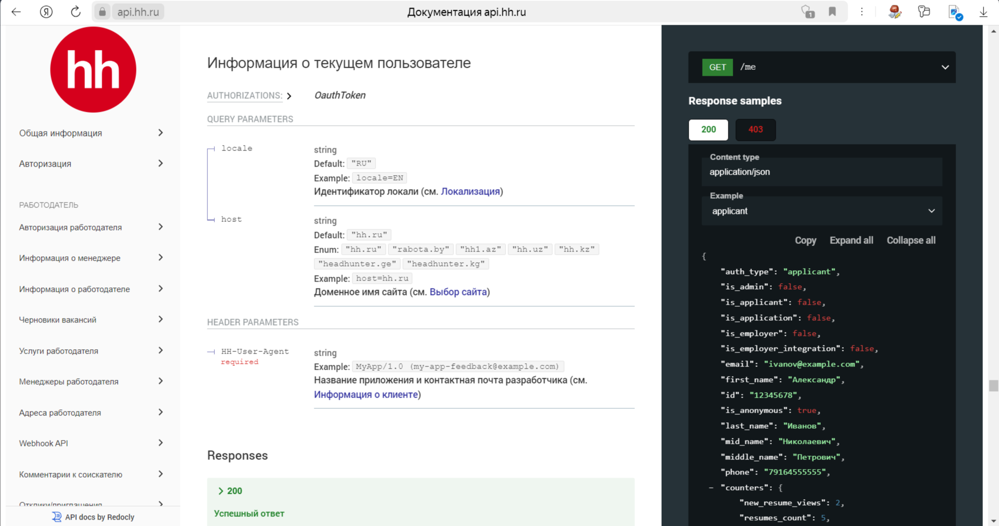 api.hh.ru
Документация api.hh.ru
1
hh
Общая информация
Авторизация
РАБОТОДАТЕЛЬ
Авторизация работодателя
Информация о менеджере
Информация о работодателе
Черновики вакансий
Услуги работодателя
Менеджеры работодателя
Адреса работодателя
Webhook API
Комментарии к соискателю
Отклики/приглашения
API docs by Redocly
Информация о текущем пользователе
AUTHORIZATIONS: OauthToken
QUERY PARAMETERS
locale
string
Default: "RU"
Example: locale=EN
Идентификатор локали (см. Локализация)
host
string
Default: "hh.ru"
Enum: "hh.ru" "rabota.by" "hh1.az" "hh.uz" "hh.kz"
"headhunter.ge" "headhunter.kg"
Example: host=hh.ru
Доменное имя сайта (см. Выбор сайта)
HEADER PARAMETERS
HH-User-Agent
required
string
Example: MyApp/1.0 (my-app-feedback@example.com)
Название приложения и контактная почта разработчика (см.
Информация о клиенте)
Responses
200
Успешный ответ
GET /me
Response samples
200 403
Content type
application/json
Example
applicant
Copy Expand all Collapse all
{
"auth_type": "applicant",
"is_admin": false,
"is_applicant": false,
"is_application": false,
"is_employer": false,
"is_employer_integration": false,
"email": "ivanov@example.com",
"first_name": "Александр",
"id": "12345678",
"is_anonymous": true,
"last_name": "Иванов",
"mid_name": "Николаевич",
"middle_name": "Петрович",
"phone": "79164555555",
- "counters": {
"new_resume_views": 2,
"resumes_count": 5,